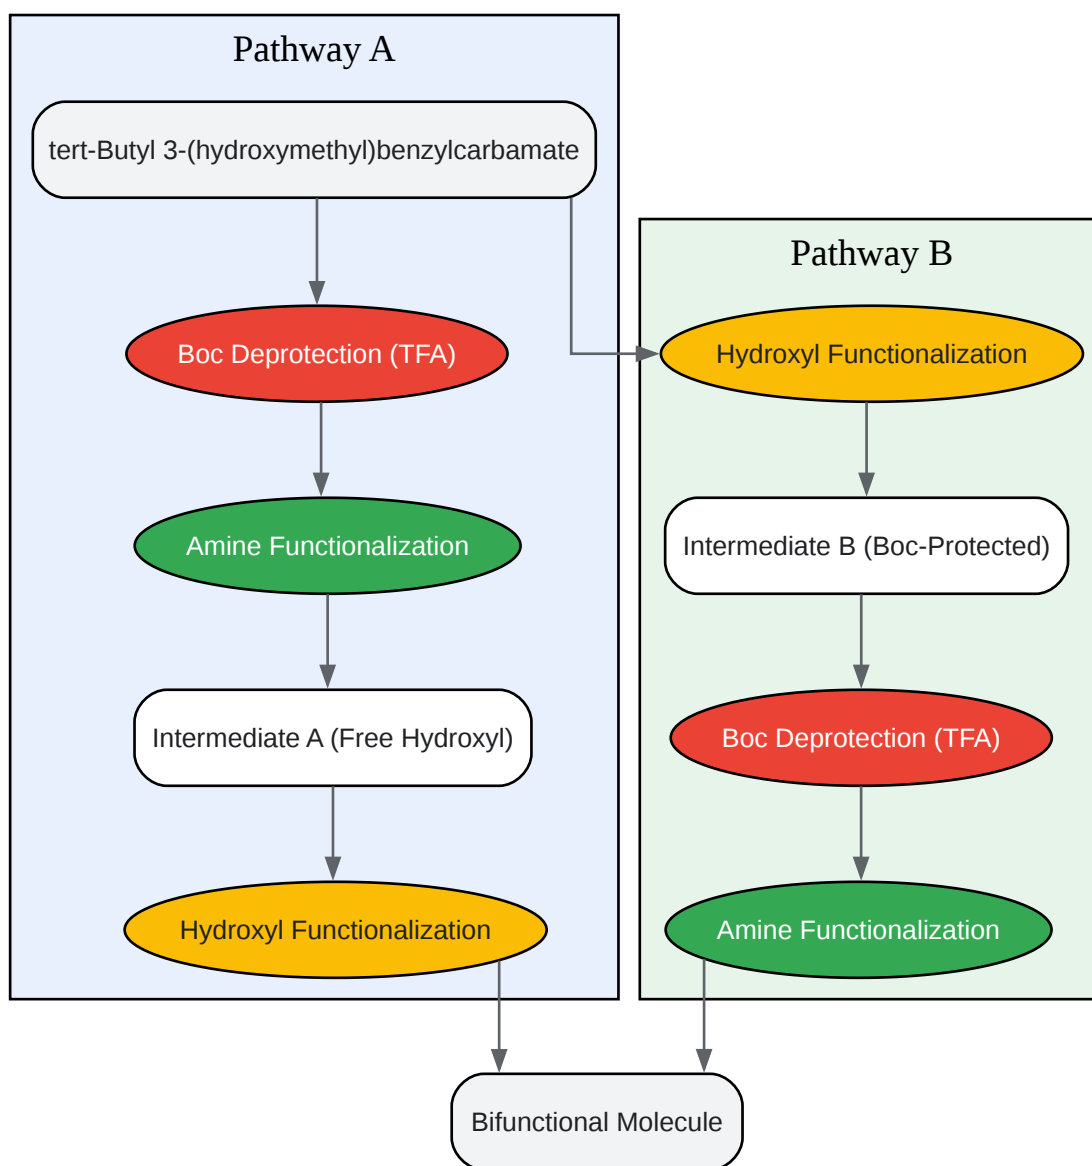 Pathway A
tert-Butyl 3-(hydroxymethyl)benzylcarbamate
Boc Deprotection (TFA)
Amine Functionalization
Intermediate A (Free Hydroxyl)
Hydroxyl Functionalization
Pathway B
Hydroxyl Functionalization
Intermediate B (Boc-Protected)
Boc Deprotection (TFA)
Amine Functionalization
Bifunctional Molecule